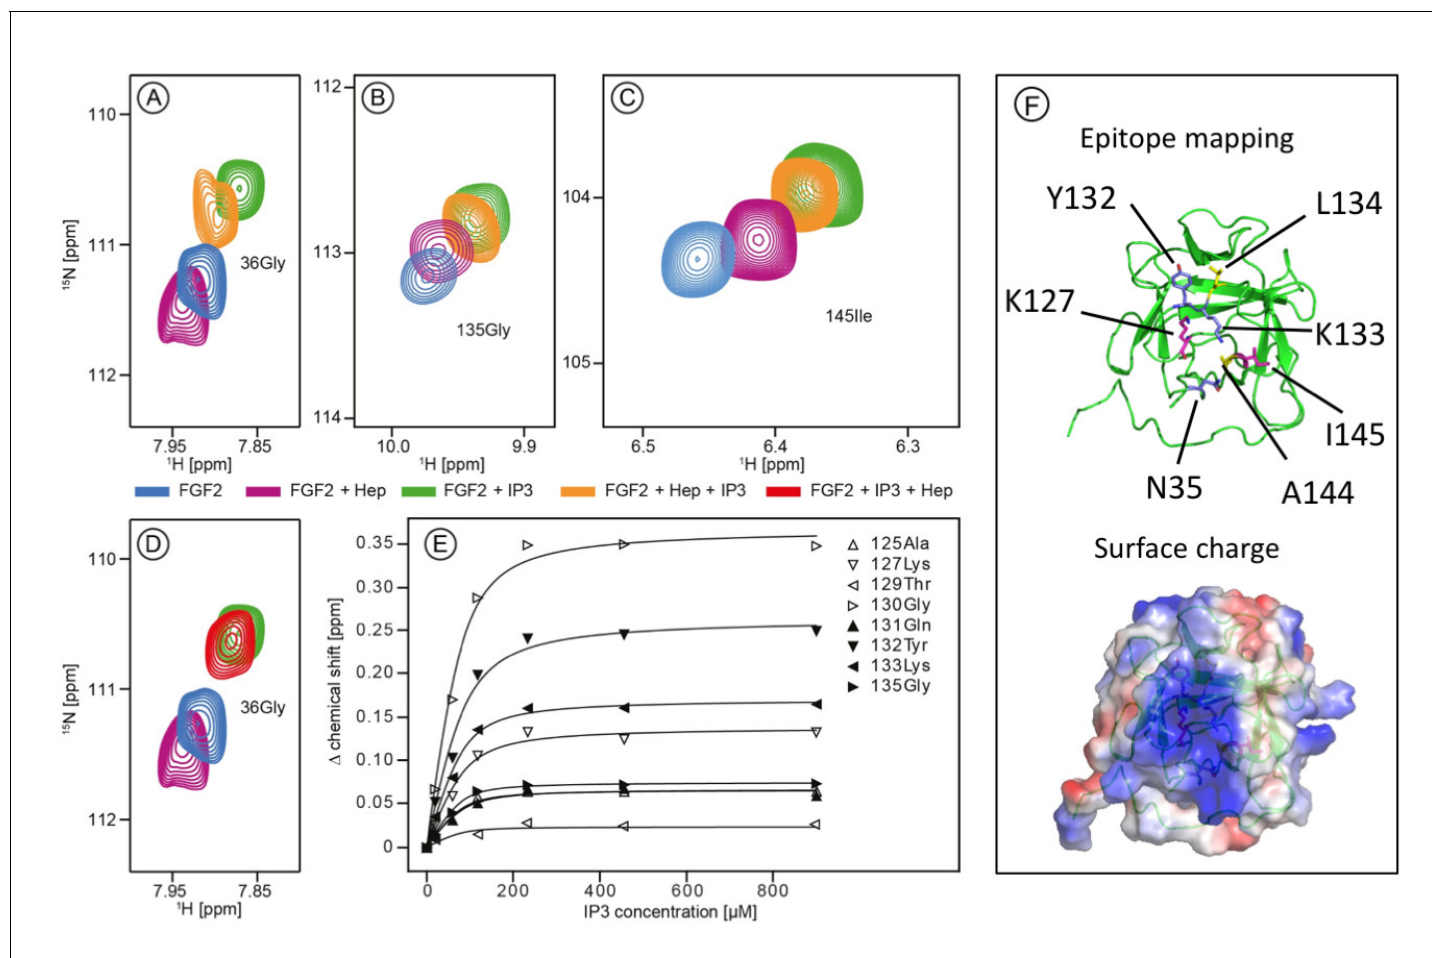 A
110
111
112
¹⁵N [ppm]
36Gly
7.95 7.85
¹H [ppm]
B
112
113
114
135Gly
10.0 9.9
¹H [ppm]
C
104
105
145Ile
6.5 6.4 6.3
¹H [ppm]
FGF2 FGF2 + Hep FGF2 + IP3 FGF2 + Hep + IP3 FGF2 + IP3 + Hep
D
110
111
112
¹⁵N [ppm]
36Gly
7.95 7.85
¹H [ppm]
E
0.35
0.30
0.25
0.20
0.15
0.10
0.05
0
Δ chemical shift [ppm]
125Ala
127Lys
129Thr
130Gly
131Gln
132Tyr
133Lys
135Gly
0 200 400 600 800
IP3 concentration [µM]
F
Epitope mapping
Y132 L134
K127 K133
I145
N35 A144
Surface charge